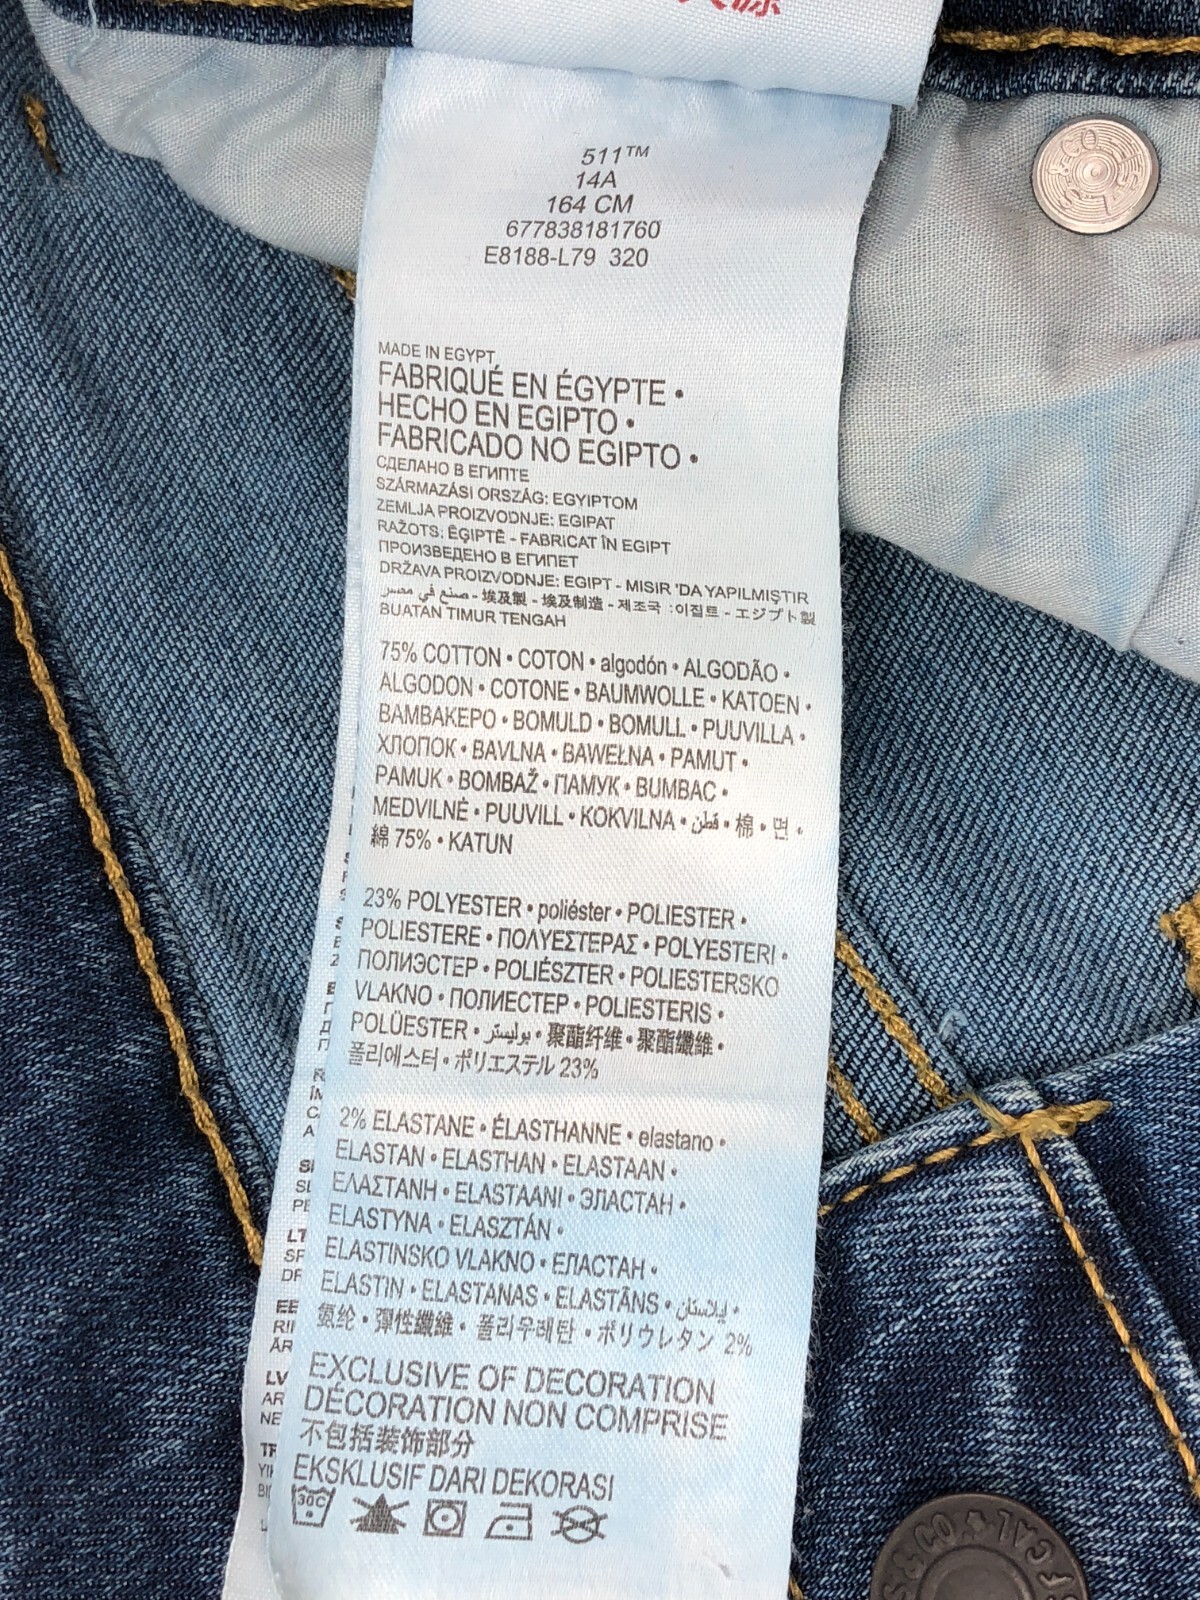 511™
14A
164 CM
677838181760
E8188-L79 320
MADE IN EGYPT
FABRIQUÉ EN ÉGYPTE •
HECHO EN EGIPTO •
FABRICADO NO EGIPTO •
СДЕЛАНО В ЕГИПТЕ
SZÁRMAZÁSI ORSZÁG: EGYIPTOM
ZEMLJA PROIZVODNJE: EGIPAT
RAŽOTS: ĒĢIPTĒ - FABRICAT ÎN EGIPT
ПРОИЗВЕДЕНО В ЕГИПЕТ
DRŽAVA PROIZVODNJE: EGIPT - MISIR 'DA YAPILMIŞTIR
صنع في مصر - 埃及製 - 埃及制造 - 제조국 :이집트 - エジプト製
BUATAN TIMUR TENGAH
75% COTTON • COTON • algodón • ALGODÃO •
ALGODON • COTONE • BAUMWOLLE • KATOEN •
ΒΑΜΒΑΚΕΡΟ • BOMULD • BOMULL • PUUVILLA •
ХЛОПОК • BAVLNA • BAWEŁNA • PAMUT •
PAMUK • BOMBAŽ • ПАМУК • BUMBAC •
MEDVILNĖ • PUUVILL • KOKVILNA • قطن • 棉 • 면 •
綿 75% • KATUN
23% POLYESTER • poliéster • POLIESTER •
POLIESTERE • ΠΟΛΥΕΣΤΕΡΑΣ • POLYESTERI •
ПОЛИЭСТЕР • POLIÉSZTER • POLIESTERSKO
VLAKNO • ПОЛИЕСТЕР • POLIESTERIS •
POLÜESTER • بوليستر • 聚酯纤维 • 聚酯纖維 •
폴리에스터 • ポリエステル 23%
2% ELASTANE • ÉLASTHANNE • elastano •
ELASTAN • ELASTHAN • ELASTAAN •
ΕΛΑΣΤΑΝΗ • ELASTAANI • ЭЛАСТАН •
ELASTYNA • ELASZTÁN •
ELASTINSKO VLAKNO • ЕЛАСТАН •
ELASTIN • ELASTANAS • ELASTĀNS • إيلاستان •
氨纶 • 彈性纖維 • 폴리우레탄 • ポリウレタン 2%
EXCLUSIVE OF DECORATION
DÉCORATION NON COMPRISE
不包括装饰部分
EKSKLUSIF DARI DEKORASI
30C